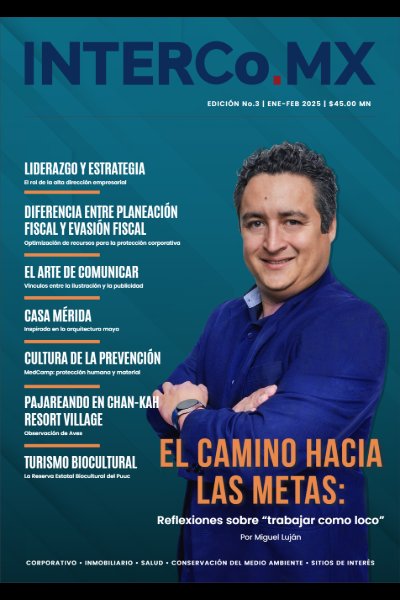 INTERCo.MX
EDICIÓN No.3 | ENE-FEB 2025 | $45.00 MN
LIDERAZGO Y ESTRATEGIA
El rol de la alta dirección empresarial
DIFERENCIA ENTRE PLANEACIÓN
FISCAL Y EVASIÓN FISCAL
Optimización de recursos para la protección corporativa
EL ARTE DE COMUNICAR
Vínculos entre la ilustración y la publicidad
CASA MÉRIDA
Inspirada en la arquitectura maya
CULTURA DE LA PREVENCIÓN
MedCamp: protección humana y material
PAJAREANDO EN CHAN-KAH
RESORT VILLAGE
Observación de Aves
TURISMO BIOCULTURAL
La Reserva Estatal Biocultural del Puuc
EL CAMINO HACIA
LAS METAS:
Reflexiones sobre “trabajar como loco”
Por Miguel Luján
CORPORATIVO • INMOBILIARIO • SALUD • CONSERVACIÓN DEL MEDIO AMBIENTE • SITIOS DE INTERÉS